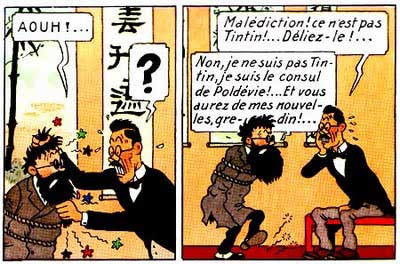 AOUH!...
?
Malédiction! ce n'est pas
Tintin!... Déliez-le!...
Non, je ne suis pas Tin-
tin, je suis le consul
de Poldévie!... Et vous
aurez de mes nouvel-
les, gre- din!...